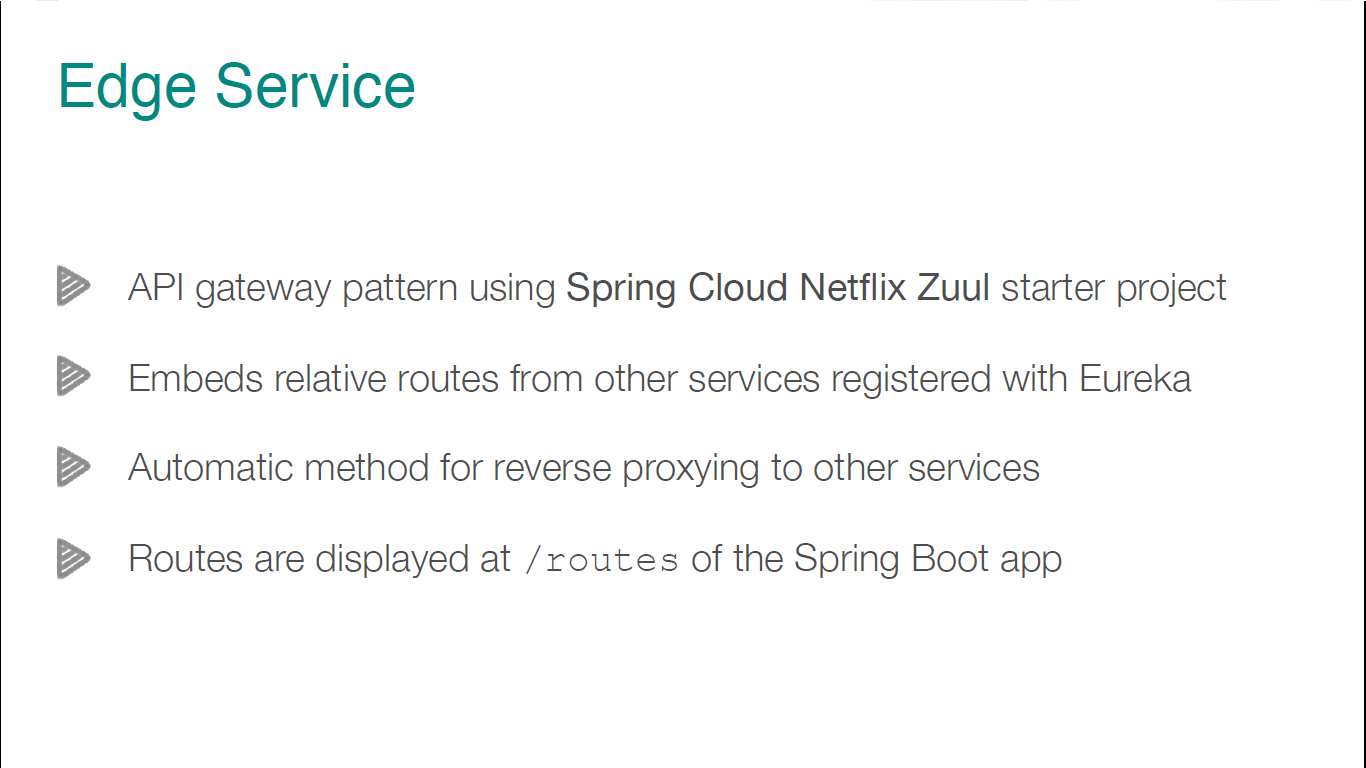 Edge Service
API gateway pattern using Spring Cloud Netflix Zuul starter project
Embeds relative routes from other services registered with Eureka
Automatic method for reverse proxying to other services
Routes are displayed at /routes of the Spring Boot app